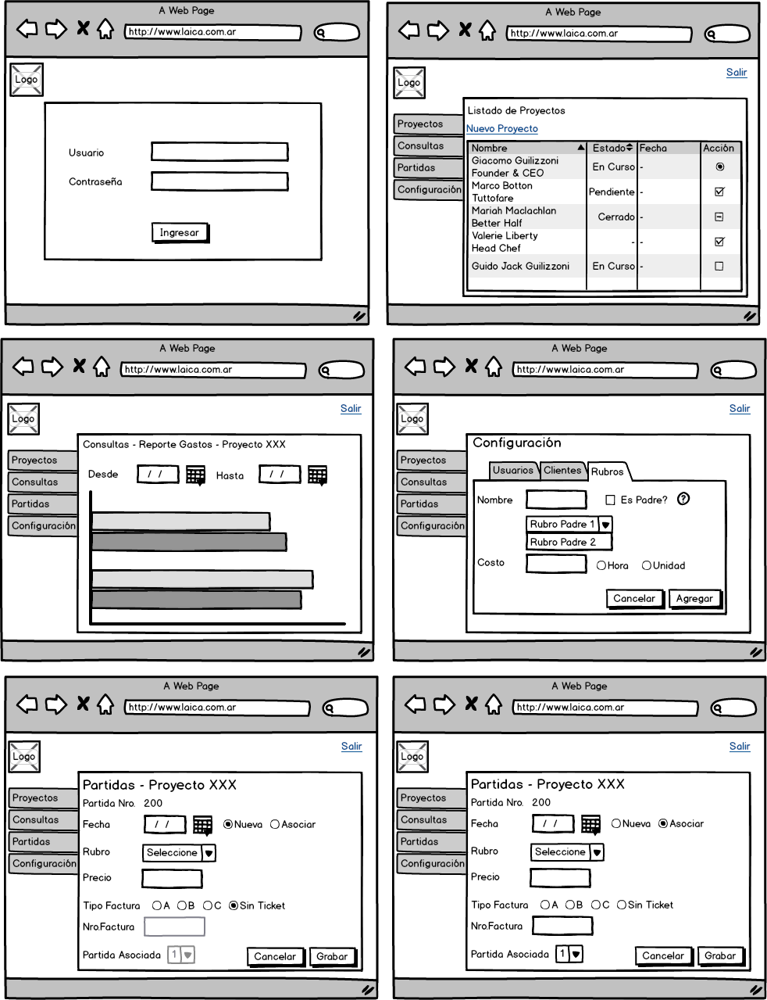 A Web Page
http://www.laica.com.ar
Logo
Usuario
Contraseña
Ingresar
A Web Page
http://www.laica.com.ar
Logo
Salir
Proyectos
Consultas
Partidas
Configuración
Listado de Proyectos
Nuevo Proyecto
Nombre Estado Fecha Acción
Giacomo Guilizzoni
Founder & CEO En Curso -
Marco Botton
Tuttofare Pendiente -
Mariah Maclachlan
Better Half Cerrado -
Valerie Liberty
Head Chef - -
Guido Jack Guilizzoni En Curso -
A Web Page
http://www.laica.com.ar
Logo
Salir
Proyectos
Consultas
Partidas
Configuración
Consultas - Reporte Gastos - Proyecto XXX
Desde / / Hasta / /
A Web Page
http://www.laica.com.ar
Logo
Salir
Proyectos
Consultas
Partidas
Configuración
Configuración
Usuarios Clientes Rubros
Nombre Es Padre? ?
Rubro Padre 1
Rubro Padre 2
Costo Hora Unidad
Cancelar Agregar
A Web Page
http://www.laica.com.ar
Logo
Salir
Proyectos
Consultas
Partidas
Configuración
Partidas - Proyecto XXX
Partida Nro. 200
Fecha / / Nueva Asociar
Rubro Seleccione
Precio
Tipo Factura A B C Sin Ticket
Nro.Factura
Partida Asociada 1 Cancelar Grabar
A Web Page
http://www.laica.com.ar
Logo
Salir
Proyectos
Consultas
Partidas
Configuración
Partidas - Proyecto XXX
Partida Nro. 200
Fecha / / Nueva Asociar
Rubro Seleccione
Precio
Tipo Factura A B C Sin Ticket
Nro.Factura
Partida Asociada 1 Cancelar Grabar